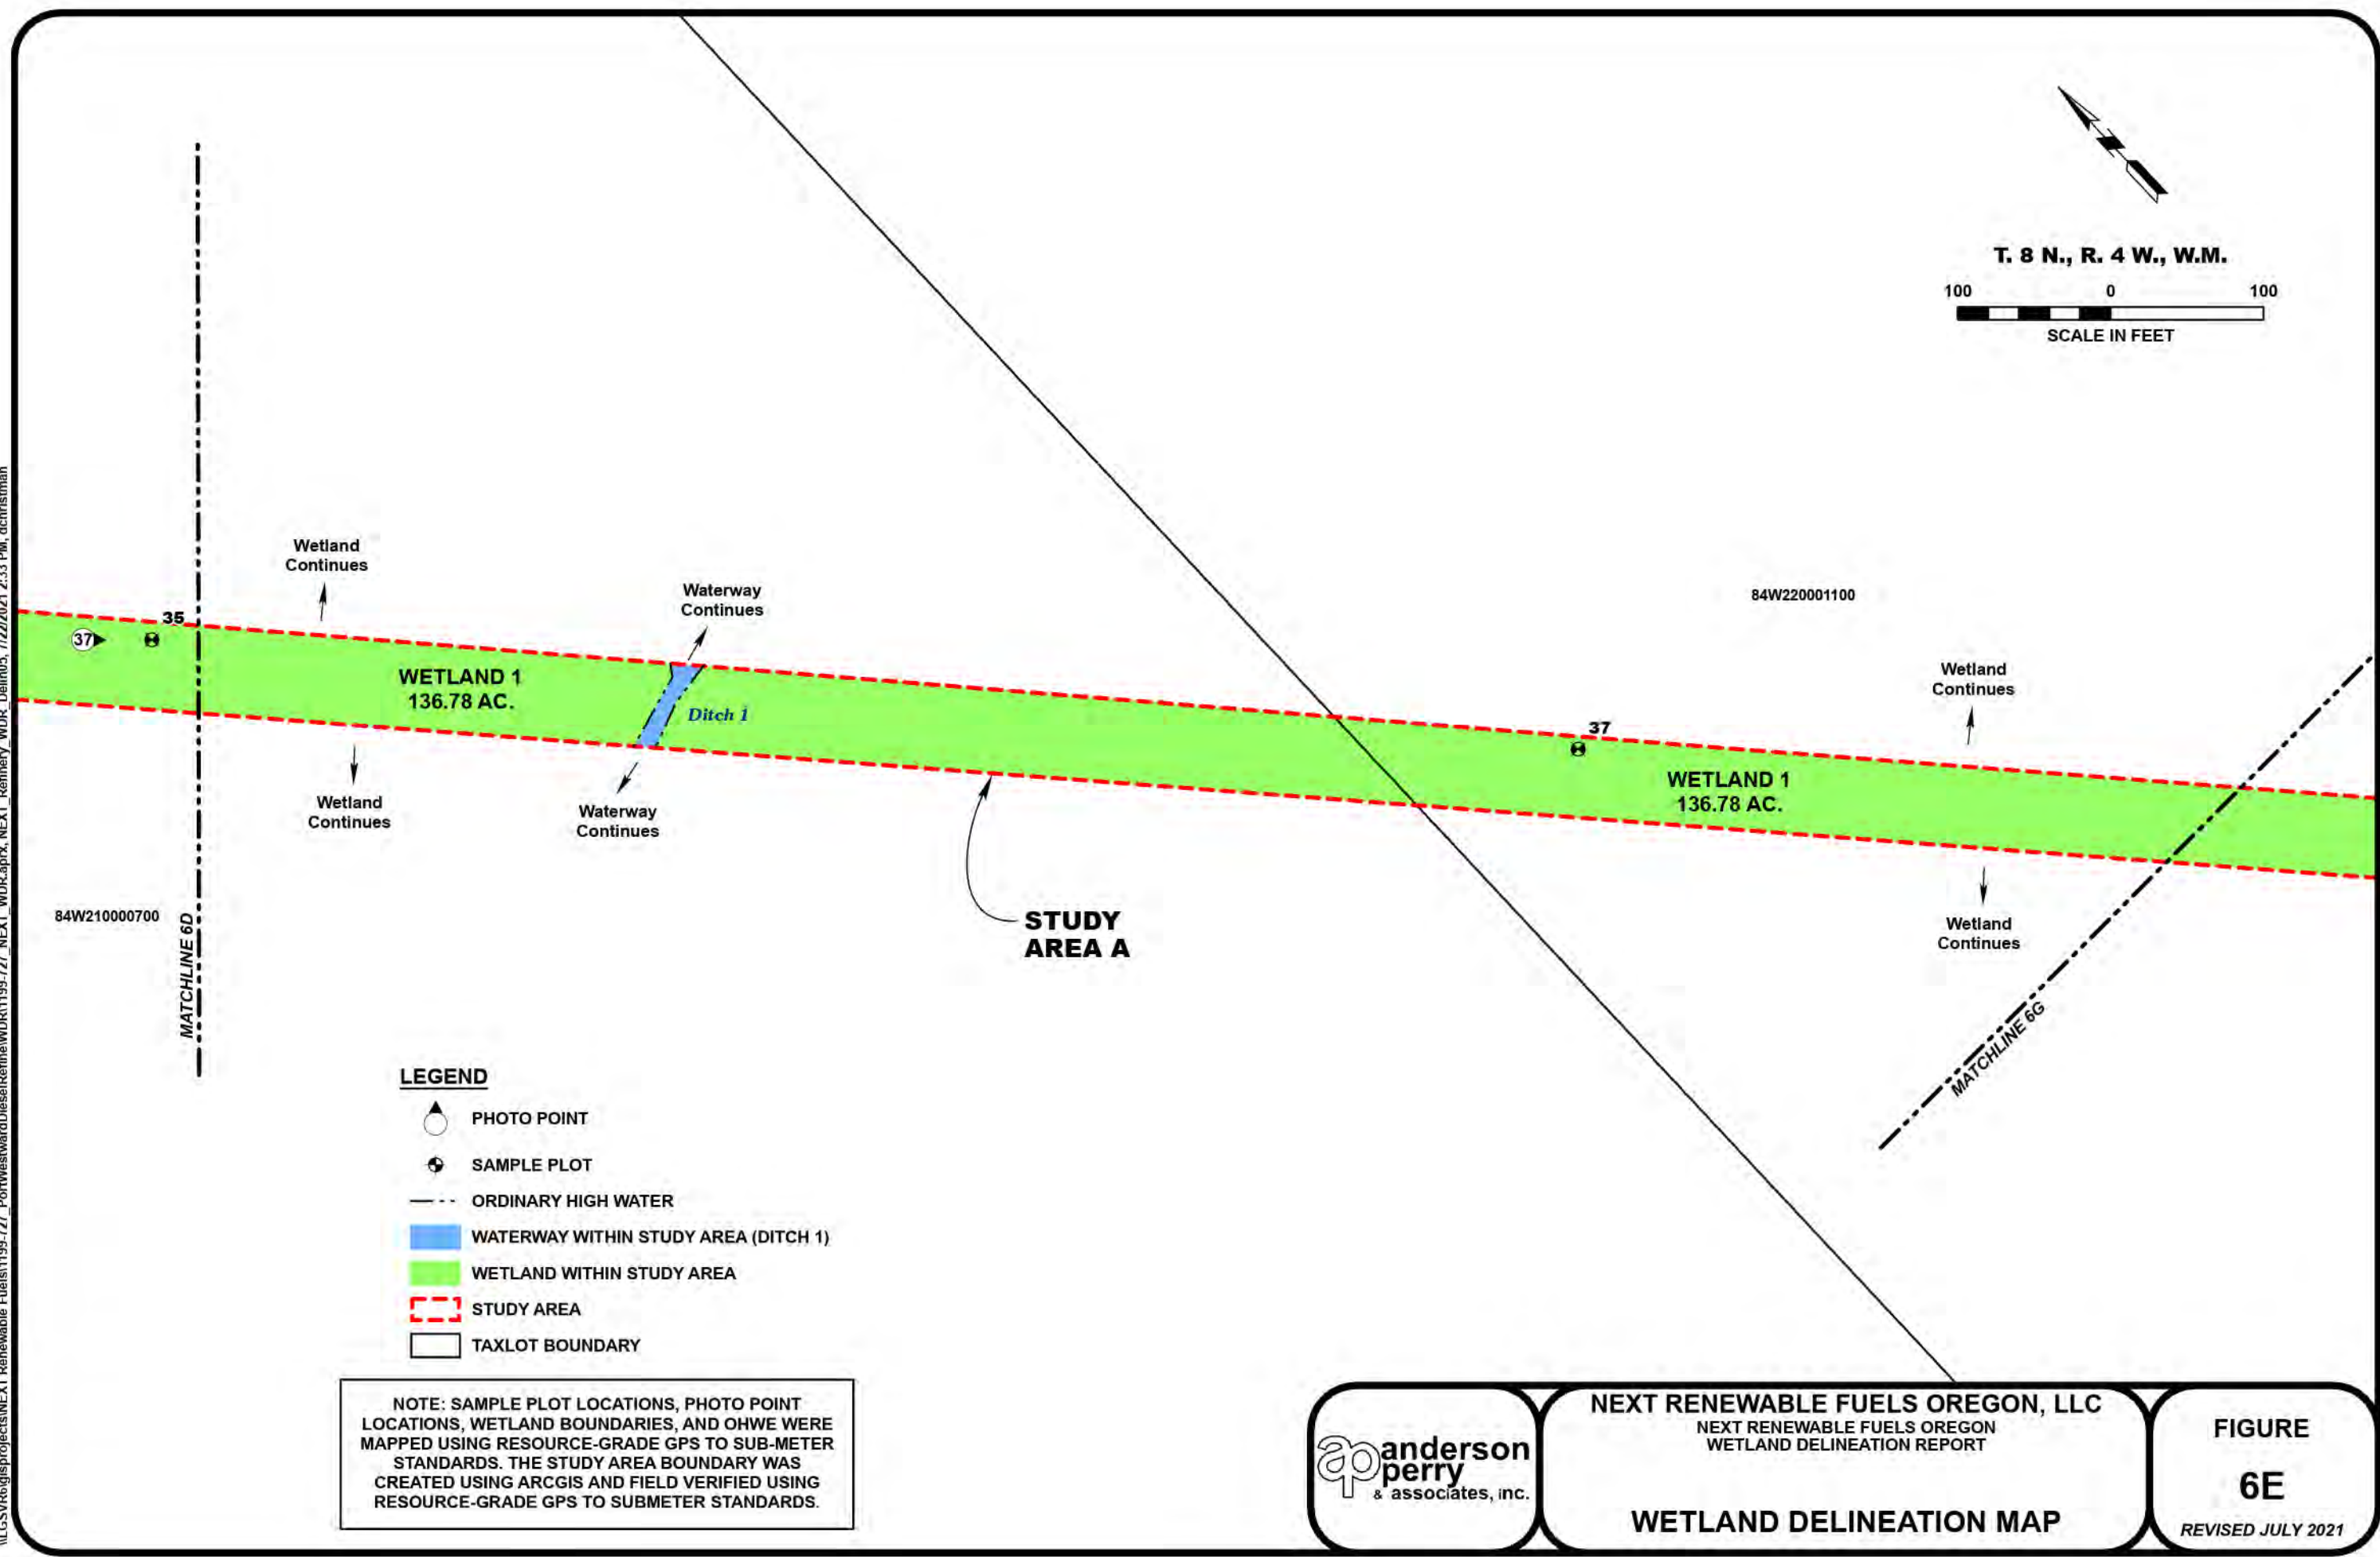 T. 8 N., R. 4 W., W.M.
100 0 100
SCALE IN FEET
Wetland
Continues
Waterway
Continues
84W220001100
35
37
WETLAND 1
136.78 AC.
Ditch 1
Wetland
Continues
37
WETLAND 1
136.78 AC.
Wetland
Continues
Waterway
Continues
84W210000700
MATCHLINE 6D
STUDY
AREA A
Wetland
Continues
MATCHLINE 6G
LEGEND
PHOTO POINT
SAMPLE PLOT
ORDINARY HIGH WATER
WATERWAY WITHIN STUDY AREA (DITCH 1)
WETLAND WITHIN STUDY AREA
STUDY AREA
TAXLOT BOUNDARY
NOTE: SAMPLE PLOT LOCATIONS, PHOTO POINT
LOCATIONS, WETLAND BOUNDARIES, AND OHWE WERE
MAPPED USING RESOURCE-GRADE GPS TO SUB-METER
STANDARDS. THE STUDY AREA BOUNDARY WAS
CREATED USING ARCGIS AND FIELD VERIFIED USING
RESOURCE-GRADE GPS TO SUBMETER STANDARDS.
ap anderson
perry
& associates, inc.
NEXT RENEWABLE FUELS OREGON, LLC
NEXT RENEWABLE FUELS OREGON
WETLAND DELINEATION REPORT
WETLAND DELINEATION MAP
FIGURE
6E
REVISED JULY 2021